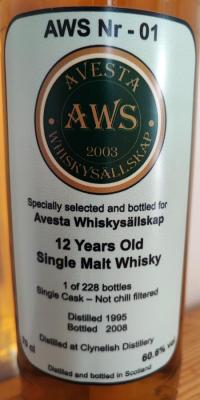 AWS Nr - 01
AVESTA
AWS
2003
WHISKYSÄLLSKAP
Specially selected and bottled for
Avesta Whiskysällskap
12 Years Old
Single Malt Whisky
1 of 228 bottles
Single Cask – Not chill filtered
Distilled 1995
Bottled 2008
70 cl
60.6% vol
Distilled at Clynelish Distillery
Distilled and bottled in Scotland